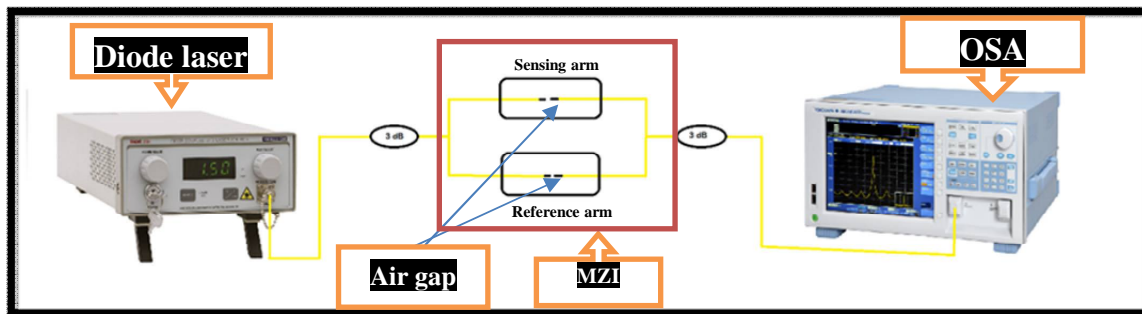 Diode laser
OSA
Sensing arm
3 dB
3 dB
1.50
Reference arm
Air gap
MZI